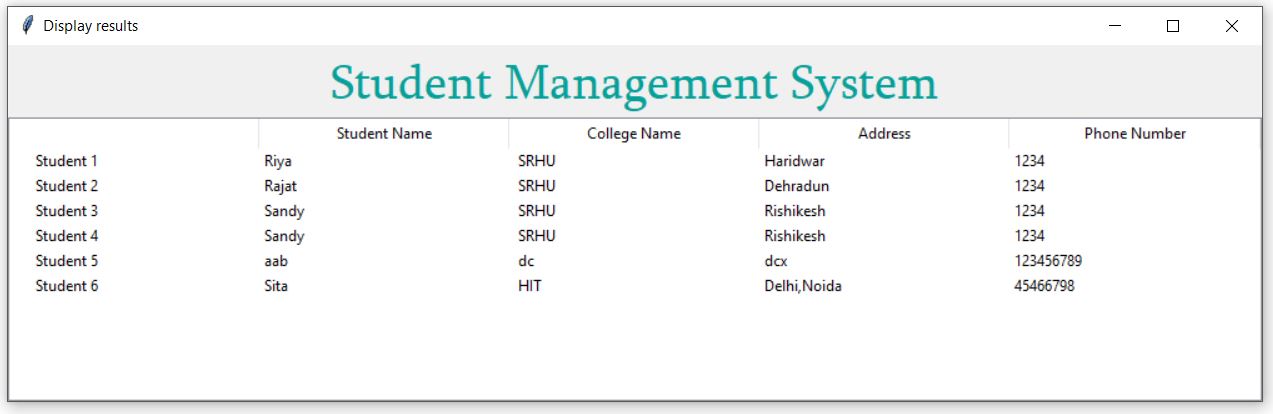 Display results
Student Management System
Student Name College Name Address Phone Number
Student 1 Riya SRHU Haridwar 1234
Student 2 Rajat SRHU Dehradun 1234
Student 3 Sandy SRHU Rishikesh 1234
Student 4 Sandy SRHU Rishikesh 1234
Student 5 aab dc dcx 123456789
Student 6 Sita HIT Delhi,Noida 45466798